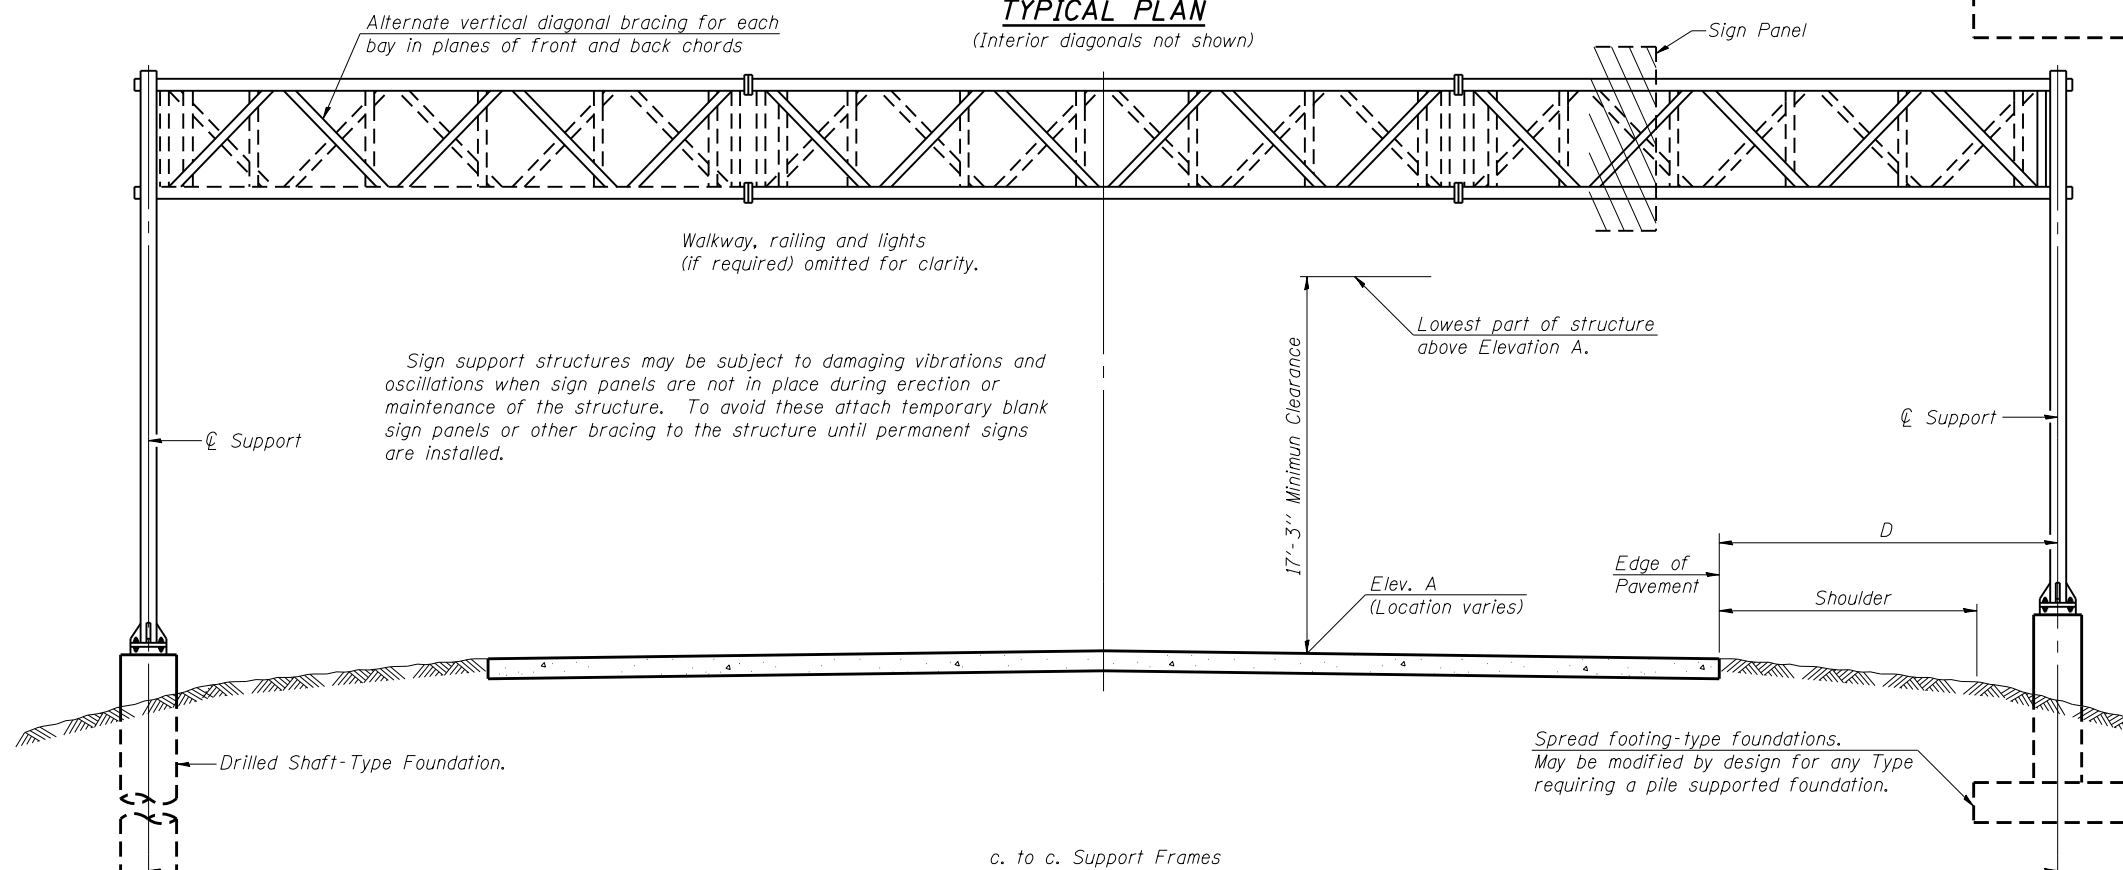 TYPICAL PLAN
(Interior diagonals not shown)
Alternate vertical diagonal bracing for each
bay in planes of front and back chords
Sign Panel
Walkway, railing and lights
(if required) omitted for clarity.
Lowest part of structure
above Elevation A.
17'-3'' Minimun Clearance
Sign support structures may be subject to damaging vibrations and
oscillations when sign panels are not in place during erection or
maintenance of the structure. To avoid these attach temporary blank
sign panels or other bracing to the structure until permanent signs
are installed.
℄ Support
℄ Support
D
Edge of
Pavement
Shoulder
Elev. A
(Location varies)
Drilled Shaft-Type Foundation.
Spread footing-type foundations.
May be modified by design for any Type
requiring a pile supported foundation.
c. to c. Support Frames